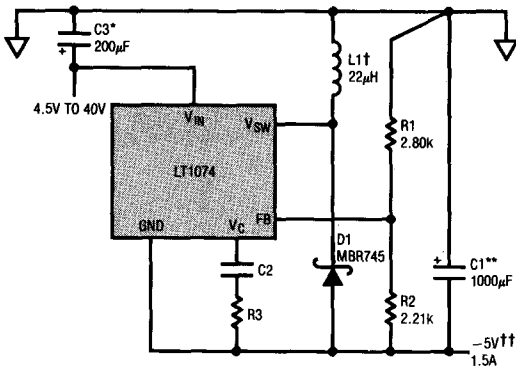 C3*
200µF
+
4.5V TO 40V
L1†
22µH
VIN
VSW
LT1074
GND
VC
FB
R1
2.80k
D1
MBR745
C2
R3
R2
2.21k
+
C1**
1000µF
−5V††
1.5A